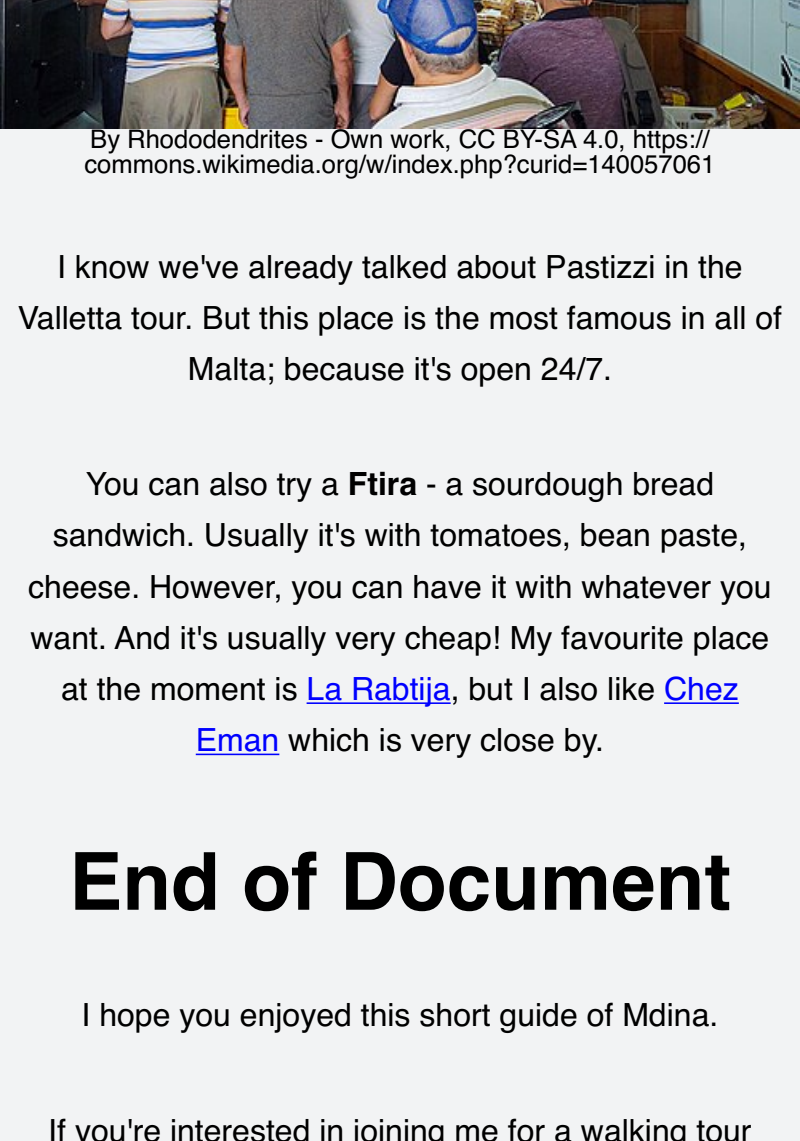 By Rhododendrites - Own work, CC BY-SA 4.0, https://
commons.wikimedia.org/w/index.php?curid=140057061
I know we've already talked about Pastizzi in the
Valletta tour. But this place is the most famous in all of
Malta; because it's open 24/7.
You can also try a Ftira - a sourdough bread
sandwich. Usually it's with tomatoes, bean paste,
cheese. However, you can have it with whatever you
want. And it's usually very cheap! My favourite place
at the moment is La Rabtija, but I also like Chez
Eman which is very close by.
End of Document
I hope you enjoyed this short guide of Mdina.
If you're interested in joining me for a walking tour